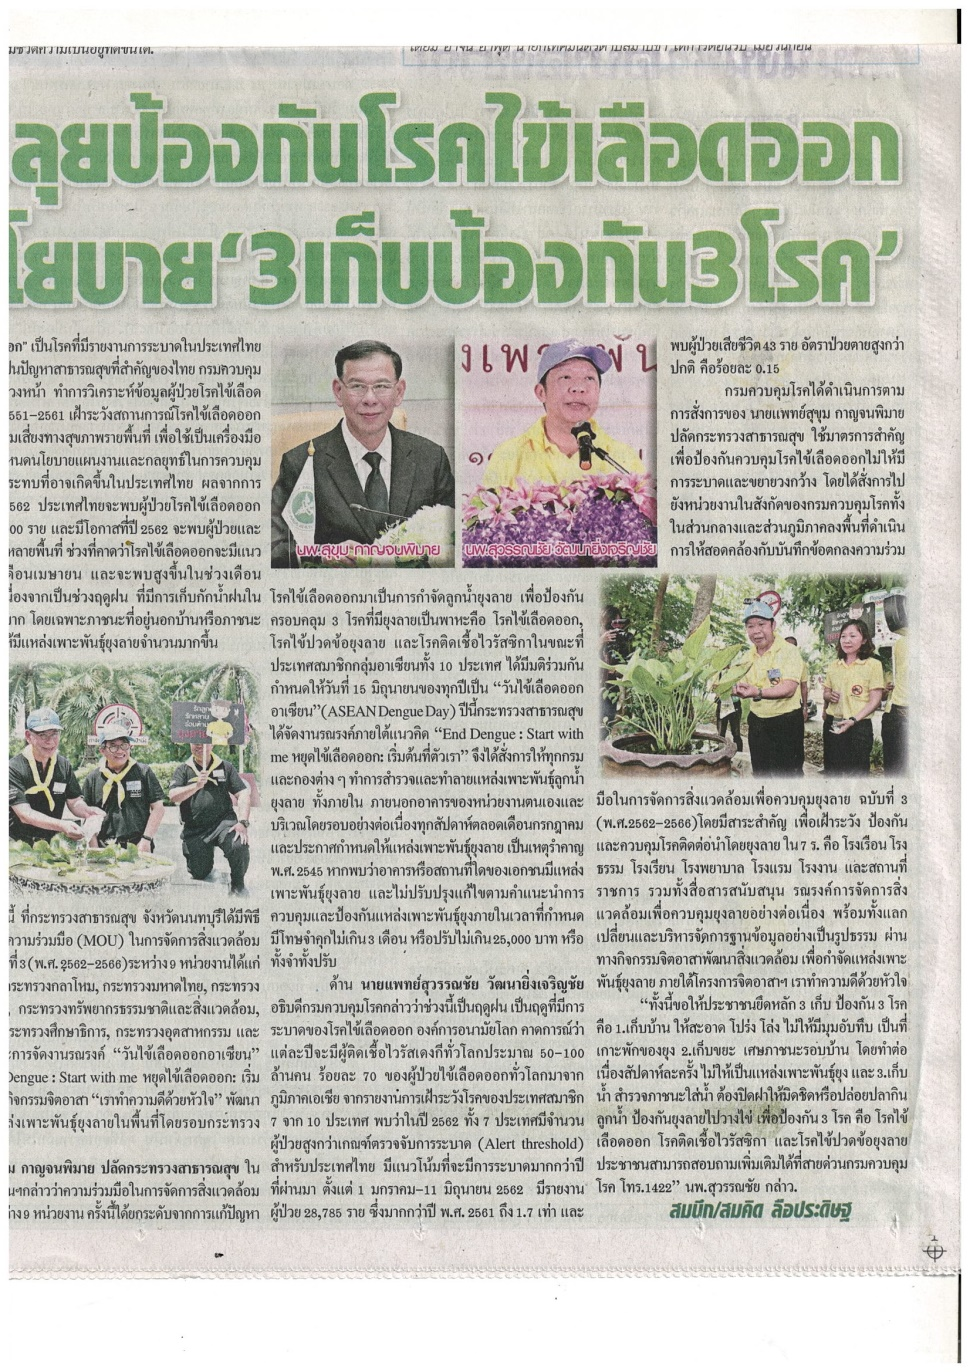 ลุยป้องกันโรคไข้เลือดออก
โยบาย ‘3เก็บป้องกัน3โรค’
อก” เป็นโรคที่มีรายงานการระบาดในประเทศไทย
ป็นปัญหาสาธารณสุขที่สำคัญของไทย กรมควบคุม
วงหน้า ทำการวิเคราะห์ข้อมูลผู้ป่วยโรคไข้เลือด
551-2561 เฝ้าระวังสถานการณ์โรคไข้เลือดออก
มเสี่ยงทางสุขภาพรายพื้นที่ เพื่อใช้เป็นเครื่องมือ
หนดนโยบายแผนงานและกลยุทธ์ในการควบคุม
ระทบที่อาจเกิดขึ้นในประเทศไทย ผลจากการ
562 ประเทศไทยจะพบผู้ป่วยโรคไข้เลือดออก
00 ราย และมีโอกาสที่ปี 2562 จะพบผู้ป่วยและ
หลายพื้นที่ ช่วงที่คาดว่าโรคไข้เลือดออกจะมีแนว
ดือนเมษายน และจะพบสูงขึ้นในช่วงเดือน
นื่องจากเป็นช่วงฤดูฝน ที่มีการเก็บกักน้ำฝนใน
มาก โดยเฉพาะภาชนะที่อยู่นอกบ้านหรือภาชนะ
ห้มีแหล่งเพาะพันธุ์ยุงลายจำนวนมากขึ้น
นี้ ที่กระทรวงสาธารณสุข จังหวัดนนทบุรีได้มีพิธี
ความร่วมมือ (MOU) ในการจัดการสิ่งแวดล้อม
ที่ 3 (พ.ศ.2562-2566)ระหว่าง 9 หน่วยงานได้แก่
กระทรวงกลาโหม, กระทรวงมหาดไทย, กระทรวง
, กระทรวงทรัพยากรธรรมชาติและสิ่งแวดล้อม,
ระทรวงศึกษาธิการ, กระทรวงอุตสาหกรรม และ
ะการจัดงานรณรงค์ “วันไข้เลือดออกอาเซียน”
Dengue : Start with me หยุดไข้เลือดออก: เริ่ม
กิจกรรมจิตอาสา “เราทำความดีด้วยหัวใจ” พัฒนา
ล่งเพาะพันธุ์ยุงลายในพื้นที่โดยรอบกระทรวง
ม กาญจนพิมาย ปลัดกระทรวงสาธารณสุข ใน
านฯกล่าวว่าความร่วมมือในการจัดการสิ่งแวดล้อม
ว่าง 9 หน่วยงาน ครั้งนี้ได้ยกระดับจากการแก้ปัญหา
นพ.สุขุม กาญจนพิมาย
นพ.สุวรรณชัย วัฒนายิ่งเจริญชัย
โรคไข้เลือดออกมาเป็นการกำจัดลูกน้ำยุงลาย เพื่อป้องกัน
ครอบคลุม 3 โรคที่มียุงลายเป็นพาหะคือ โรคไข้เลือดออก,
โรคไข้ปวดข้อยุงลาย และโรคติดเชื้อไวรัสซิกาในขณะที่
ประเทศสมาชิกกลุ่มอาเซียนทั้ง 10 ประเทศ ได้มีมติร่วมกัน
กำหนดให้วันที่ 15 มิถุนายนของทุกปีเป็น “วันไข้เลือดออก
อาเซียน”(ASEAN Dengue Day) ปีนี้กระทรวงสาธารณสุข
ได้จัดงานรณรงค์ภายใต้แนวคิด “End Dengue : Start with
me หยุดไข้เลือดออก: เริ่มต้นที่ตัวเรา” จึงได้สั่งการให้ทุกกรม
และกองต่าง ๆ ทำการสำรวจและทำลายแหล่งเพาะพันธุ์ลูกน้ำ
ยุงลาย ทั้งภายใน ภายนอกอาคารของหน่วยงานตนเองและ
บริเวณโดยรอบอย่างต่อเนื่องทุกสัปดาห์ตลอดเดือนกรกฎาคม
และประกาศกำหนดให้แหล่งเพาะพันธุ์ยุงลาย เป็นเหตุรำคาญ
พ.ศ. 2545 หากพบว่าอาคารหรือสถานที่ใดของเอกชนมีแหล่ง
เพาะพันธุ์ยุงลาย และไม่ปรับปรุงแก้ไขตามคำแนะนำการ
ควบคุมและป้องกันแหล่งเพาะพันธุ์ยุงภายในเวลาที่กำหนด
มีโทษจำคุกไม่เกิน 3 เดือน หรือปรับไม่เกิน 25,000 บาท หรือ
ทั้งจำทั้งปรับ
ด้าน นายแพทย์สุวรรณชัย วัฒนายิ่งเจริญชัย
อธิบดีกรมควบคุมโรคกล่าวว่าช่วงนี้เป็นฤดูฝน เป็นฤดูที่มีการ
ระบาดของโรคไข้เลือดออก องค์การอนามัยโลก คาดการณ์ว่า
แต่ละปีจะมีผู้ติดเชื้อไวรัสเดงกีทั่วโลกประมาณ 50-100
ล้านคน ร้อยละ 70 ของผู้ป่วยไข้เลือดออกทั่วโลกมาจาก
ภูมิภาคเอเชีย จากรายงานการเฝ้าระวังโรคของประเทศสมาชิก
7 จาก 10 ประเทศ พบว่าในปี 2562 ทั้ง 7 ประเทศมีจำนวน
ผู้ป่วยสูงกว่าเกณฑ์ตรวจจับการระบาด (Alert threshold)
สำหรับประเทศไทย มีแนวโน้มที่จะมีการระบาดมากกว่าปี
ที่ผ่านมา ตั้งแต่ 1 มกราคม-11 มิถุนายน 2562 มีรายงาน
ผู้ป่วย 28,785 ราย ซึ่งมากกว่าปี พ.ศ. 2561 ถึง 1.7 เท่า และ
พบผู้ป่วยเสียชีวิต 43 ราย อัตราป่วยตายสูงกว่า
ปกติ คือร้อยละ 0.15
กรมควบคุมโรคได้ดำเนินการตาม
การสั่งการของ นายแพทย์สุขุม กาญจนพิมาย
ปลัดกระทรวงสาธารณสุข ใช้มาตรการสำคัญ
เพื่อป้องกันควบคุมโรคไข้เลือดออกไม่ให้มี
การระบาดและขยายวงกว้าง โดยได้สั่งการไป
ยังหน่วยงานในสังกัดของกรมควบคุมโรคทั้ง
ในส่วนกลางและส่วนภูมิภาคลงพื้นที่ดำเนิน
การให้สอดคล้องกับบันทึกข้อตกลงความร่วม
มือในการจัดการสิ่งแวดล้อมเพื่อควบคุมยุงลาย ฉบับที่ 3
(พ.ศ.2562-2566)โดยมีสาระสำคัญ เพื่อเฝ้าระวัง ป้องกัน
และควบคุมโรคติดต่อนำโดยยุงลาย ใน 7 ร. คือ โรงเรือน โรง
ธรรม โรงเรียน โรงพยาบาล โรงแรม โรงงาน และสถานที่
ราชการ รวมทั้งสื่อสารสนับสนุน รณรงค์การจัดการสิ่ง
แวดล้อมเพื่อควบคุมยุงลายอย่างต่อเนื่อง พร้อมทั้งแลก
เปลี่ยนและบริหารจัดการฐานข้อมูลอย่างเป็นรูปธรรม ผ่าน
ทางกิจกรรมจิตอาสาพัฒนาสิ่งแวดล้อม เพื่อกำจัดแหล่งเพาะ
พันธุ์ยุงลาย ภายใต้โครงการจิตอาสาฯ เราทำความดีด้วยหัวใจ
“ทั้งนี้ขอให้ประชาชนยึดหลัก 3 เก็บ ป้องกัน 3 โรค
คือ 1.เก็บบ้าน ให้สะอาด โปร่ง โล่ง ไม่ให้มีมุมอับทึบ เป็นที่
เกาะพักของยุง 2.เก็บขยะ เศษภาชนะรอบบ้าน โดยทำต่อ
เนื่องสัปดาห์ละครั้ง ไม่ให้เป็นแหล่งเพาะพันธุ์ยุง และ 3.เก็บ
น้ำ สำรวจภาชนะใส่น้ำ ต้องปิดฝาให้มิดชิดหรือปล่อยปลากิน
ลูกน้ำ ป้องกันยุงลายไปวางไข่ เพื่อป้องกัน 3 โรค คือ โรคไข้
เลือดออก โรคติดเชื้อไวรัสซิกา และโรคไข้ปวดข้อยุงลาย
ประชาชนสามารถสอบถามเพิ่มเติมได้ที่สายด่วนกรมควบคุม
โรค โทร.1422” นพ.สุวรรณชัย กล่าว.
สมนึก/สมคิด ลือประดิษฐ